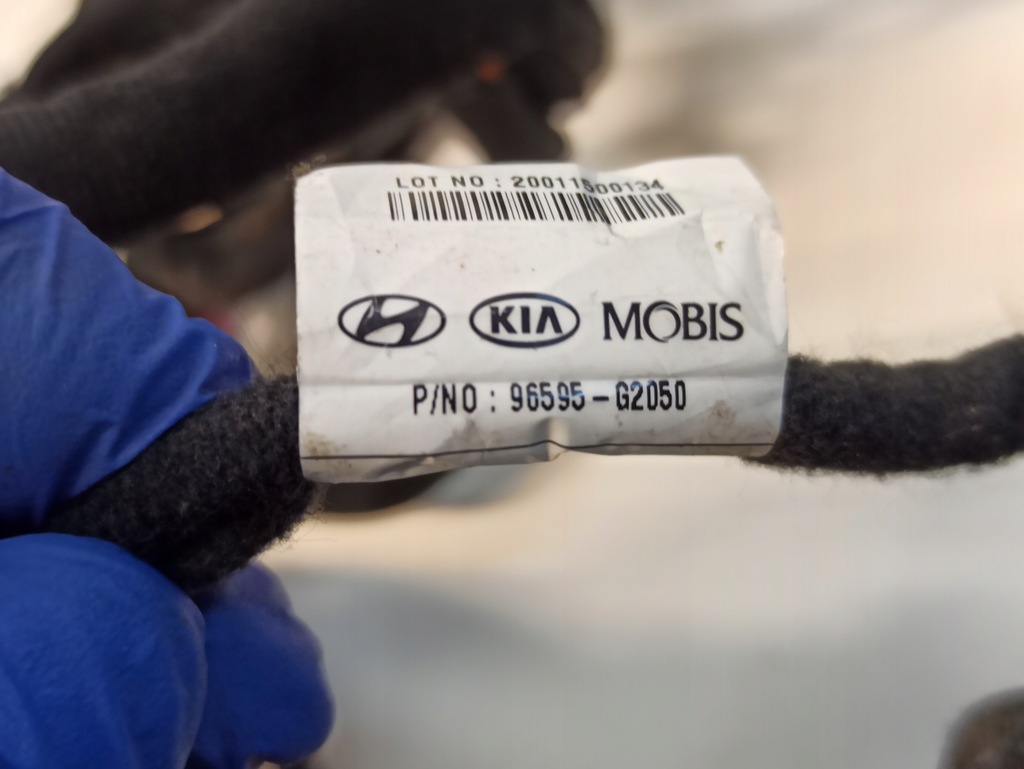 LOT NO : 20011500134
KIA MOBIS
P/NO : 96595-G2050